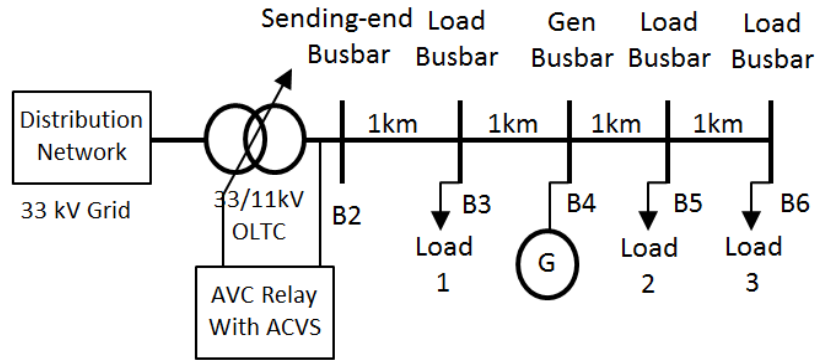 Sending-end Load Gen Load Load
Busbar Busbar Busbar Busbar Busbar
1km 1km 1km 1km
Distribution
Network
33 kV Grid
33/11kV
OLTC
B2 B3 B4 B5 B6
Load
1
G
Load
2
Load
3
AVC Relay
With ACVS